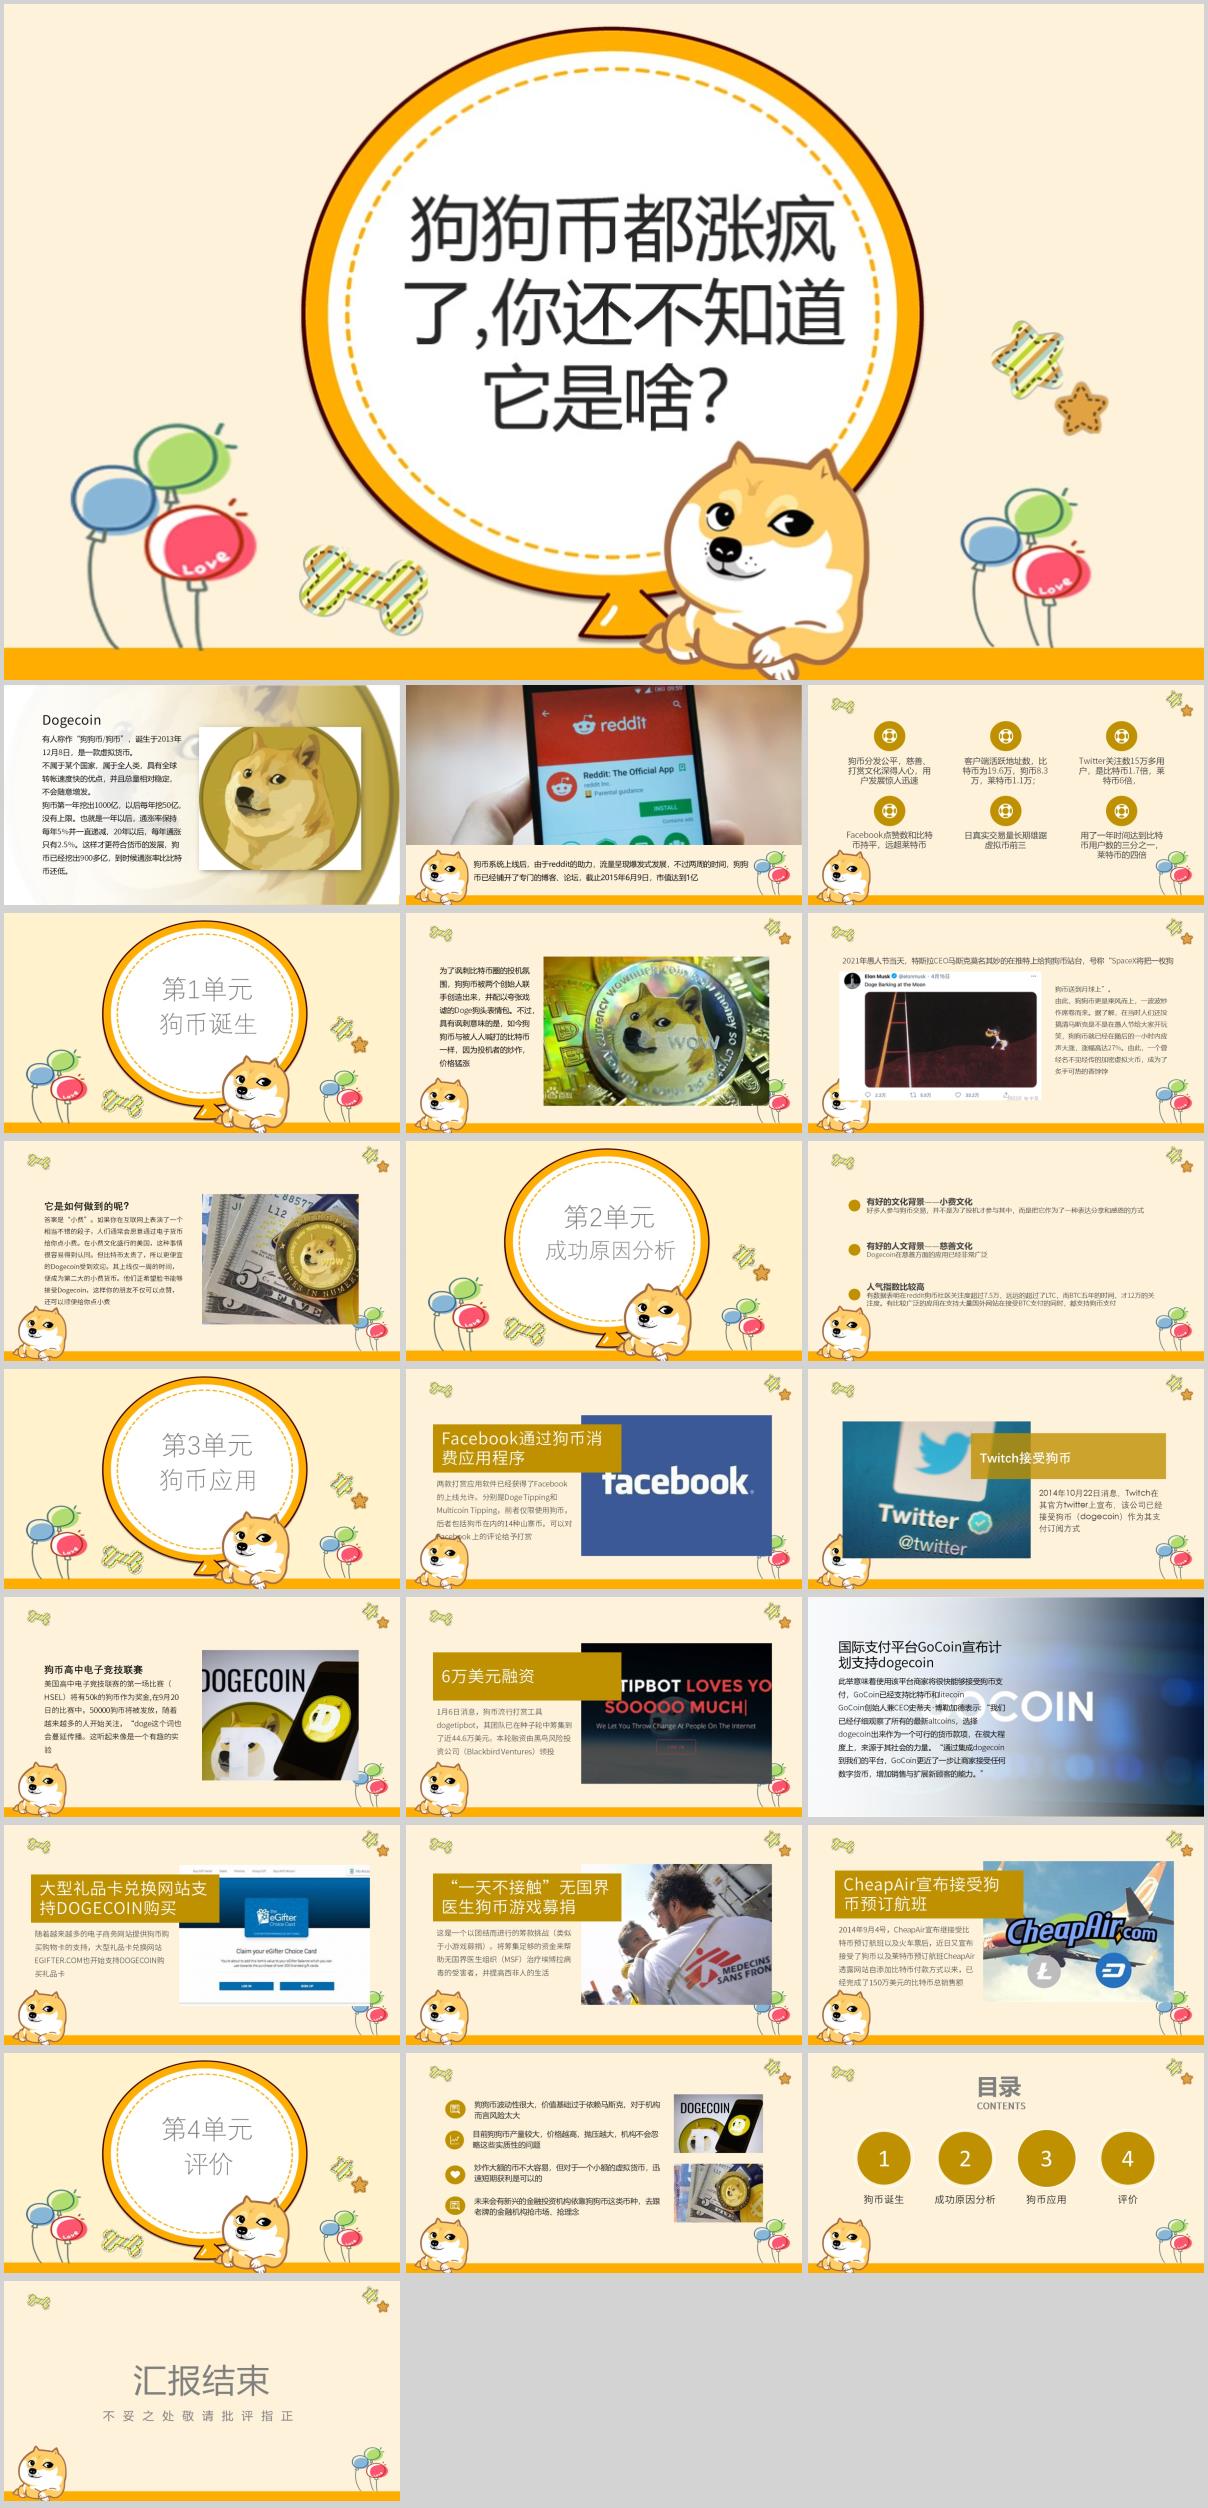 狗狗币都涨疯
了,你还不知道
它是啥?
Love
Love
Dogecoin
有人称作“狗狗币/狗币”，诞生于2013年
12月8日，是一款虚拟货币。
不属于某个国家，属于全人类，具有全球
转帐速度快的优点，并且总量相对稳定，
不会随意增发。
狗币第一年挖出1000亿，以后每年挖50亿，
没有上限。也就是一年以后，通涨率保持
每年5%并一直递减，20年以后，每年通涨
只有2.5%。这样才更符合货币的发展，狗
币已经挖出900多亿，到时候通涨率比比特
币还低。
reddit
Reddit: The Official App
reddit Inc.
Parental guidance
INSTALL
狗币系统上线后，由于reddit的助力，流量呈现爆发式发展，不过两周的时间，狗狗
币已经铺开了专门的博客、论坛，截止2015年6月9日，市值达到1亿
狗币分发公平，慈善、
打赏文化深得人心，用
户发展惊人迅速
客户端活跃地址数，比
特币为19.6万，狗币8.3
万，莱特币1.1万；
Twitter关注数15万多用
户，是比特币1.7倍，莱
特币6倍，
Facebook点赞数和比特
币持平，远超莱特币
日真实交易量长期雄踞
虚拟币前三
用了一年时间达到比特
币用户数的三分之一，
莱特币的四倍
第1单元
狗币诞生
为了讽刺比特币圈的投机氛
围，狗狗币被两个创始人联
手创造出来，并配以夸张戏
谑的Doge狗头表情包。不过，
具有讽刺意味的是，如今狗
狗币与被人人喊打的比特币
一样，因为投机者的炒作，
价格猛涨
WOW
2021年愚人节当天，特斯拉CEO马斯克莫名其妙的在推特上给狗狗币站台，号称“SpaceX将把一枚狗
狗币送到月球上”。
Elon Musk @elonmusk · 4月15日
Doge Barking at the Moon
由此，狗狗币更是乘风而上，一波波炒
作席卷而来。据了解，在当时人们还没
搞清马斯克是不是在愚人节给大家开玩
笑，狗狗币就已经在随后的一小时内应
声大涨，涨幅高达27%。由此，一个曾
经名不见经传的加密虚拟火币，成为了
炙手可热的香饽饽
它是如何做到的呢？
答案是“小费”。如果你在互联网上表演了一个
相当不错的段子，人们通常会愿意通过电子货币
给你点小费。在小费文化盛行的美国，这种事情
很容易得到认同。但比特币太贵了，所以更便宜
的Dogecoin受到欢迎。其上线仅一周的时间，
便成为第二大的小费货币。他们正希望脸书能够
接受Dogecoin，这样你的朋友不仅可以点赞，
还可以顺便给你点小费
第2单元
成功原因分析
有好的文化背景——小费文化
好多人参与狗币交易，并不是为了投机才参与其中，而是把它作为了一种表达分享和感恩的方式
有好的人文背景——慈善文化
Dogecoin在慈善方面的应用已经非常广泛
人气指数比较高
有数据表明在reddit狗币社区关注度超过7.5万，远远的超过了LTC，而BTC五年的时间，才12万的关
注度。有比较广泛的应用在支持大量国外网站在接受BTC支付的同时，都支持狗币支付
第3单元
狗币应用
Facebook通过狗币消
费应用程序
两款打赏应用软件已经获得了Facebook
的上线允许。分别是Doge Tipping和
Multicoin Tipping，前者仅限使用狗币，
后者包括狗币在内的14种山寨币。可以对
Facebook 上的评论给予打赏
facebook
Twitch接受狗币
Twitter
@twitter
2014年10月22日消息，Twitch在
其官方twitter上宣布，该公司已经
接受狗币（dogecoin）作为其支
付订阅方式
狗币高中电子竞技联赛
美国高中电子竞技联赛的第一场比赛（
HSEL）将有50k的狗币作为奖金,在9月20
日的比赛中，50000狗币将被发放，随着
越来越多的人开始关注。“doge这个词也
会蔓延传播。这听起来像是一个有趣的实
验
DOGECOIN
6万美元融资
1月6日消息，狗币流行打赏工具
dogetipbot，其团队已在种子轮中筹集到
了近44.6万美元。本轮融资由黑鸟风险投
资公司（Blackbird Ventures）领投
TIPBOT LOVES YO
SOOOOO MUCH
We Let You Throw Change At People On The Internet
国际支付平台GoCoin宣布计
划支持dogecoin
此举意味着使用该平台商家将很快能够接受狗币支
付，GoCoin已经支持比特币和litecoin
GoCoin创始人兼CEO史蒂夫·博勒加德表示：“我们
已经仔细观察了所有的最新altcoins，选择
dogecoin出来作为一个可行的货币款项，在很大程
度上，来源于其社会的力量。“通过集成dogecoin
到我们的平台，GoCoin更近了一步让商家接受任何
数字货币，增加销售与扩展新顾客的能力。”
COIN
大型礼品卡兑换网站支
持DOGECOIN购买
随着越来越多的电子商务网站提供狗币购
买购物卡的支持，大型礼品卡兑换网站
EGIFTER.COM也开始支持DOGECOIN购
买礼品卡
eGifter
Choice Card
Claim your eGifter Choice Card
“一天不接触”无国界
医生狗币游戏募捐
这是一个以团结而进行的筹款挑战（类似
于小游戏募捐）。将筹集足够的资金来帮
助无国界医生组织（MSF）治疗埃博拉病
毒的受害者，并提高西非人的生活
MEDECINS
SANS FRON
CheapAir宣布接受狗
币预订航班
2014年9月4号，CheapAir宣布继接受比
特币预订航班以及火车票后，近日又宣布
接受了狗币以及莱特币预订航班CheapAir
透露网站自添加比特币付款方式以来，已
经完成了150万美元的比特币总销售额
CheapAir.com
第4单元
评价
狗狗币波动性很大，价值基础过于依赖马斯克，对于机构
而言风险太大
目前狗狗币产量较大，价格越高，抛压越大，机构不会忽
略这些实质性的问题
炒作大额的币不大容易，但对于一个小额的虚拟货币，迅
速短期获利是可以的
未来会有新兴的金融投资机构依靠狗狗币这类币种，去跟
老牌的金融机构抢市场、抢理念
DOGECOIN
目录
CONTENTS
1
2
3
4
狗币诞生
成功原因分析
狗币应用
评价
汇报结束
不妥之处敬请批评指正